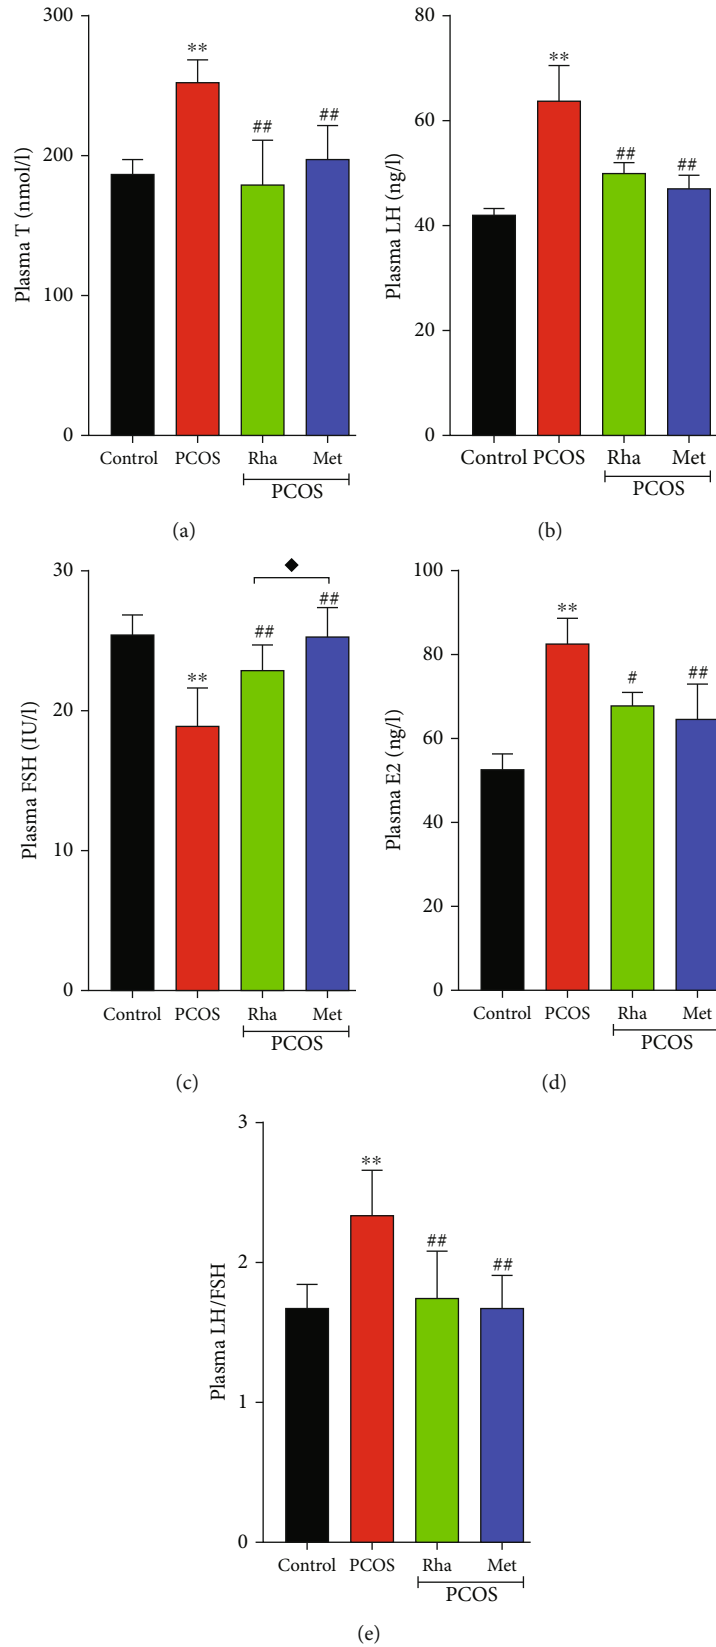 Plasma T (nmol/l)
300
200
100
0
**
##
##
Control PCOS Rha Met
PCOS
(a)
Plasma LH (ng/l)
80
60
40
20
0
**
##
##
Control PCOS Rha Met
PCOS
(b)
Plasma FSH (IU/l)
30
20
10
0
**
##
◆
##
Control PCOS Rha Met
PCOS
(c)
Plasma E2 (ng/l)
100
80
60
40
20
0
**
#
##
Control PCOS Rha Met
PCOS
(d)
Plasma LH/FSH
3
2
1
0
**
##
##
Control PCOS Rha Met
PCOS
(e)